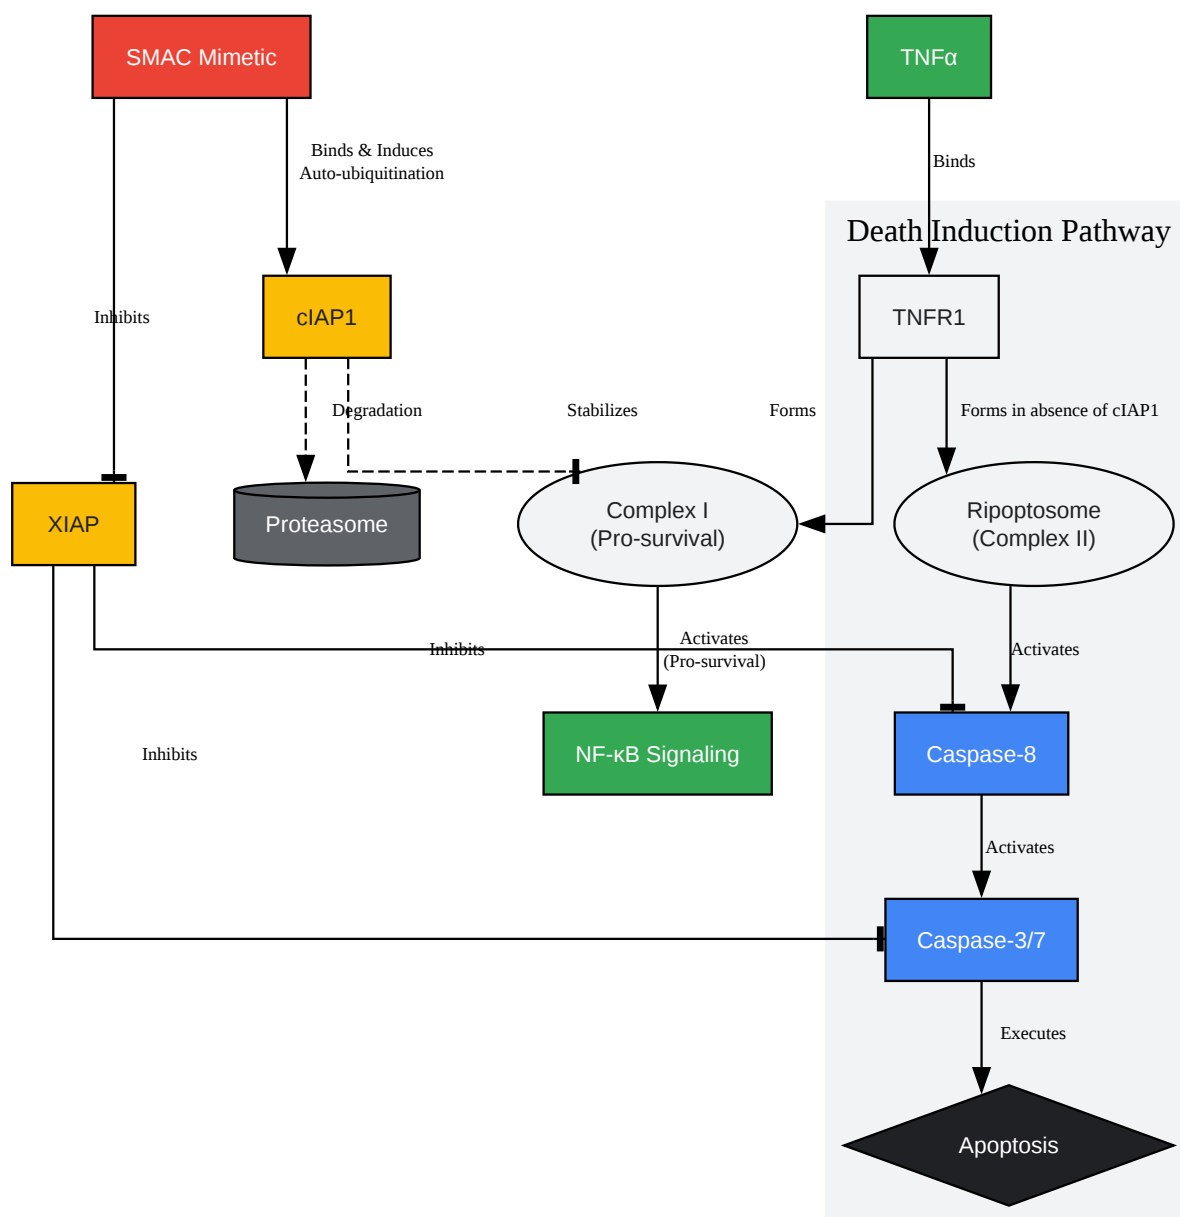 SMAC Mimetic
TNFα
Binds & Induces
Auto-ubiquitination
Binds
Death Induction Pathway
Inhibits
cIAP1
TNFR1
Degradation
Stabilizes
Forms
Forms in absence of cIAP1
XIAP
Proteasome
Complex I
(Pro-survival)
Ripoptosome
(Complex II)
Inhibits
Activates
(Pro-survival)
Activates
Inhibits
NF-κB Signaling
Caspase-8
Activates
Caspase-3/7
Executes
Apoptosis